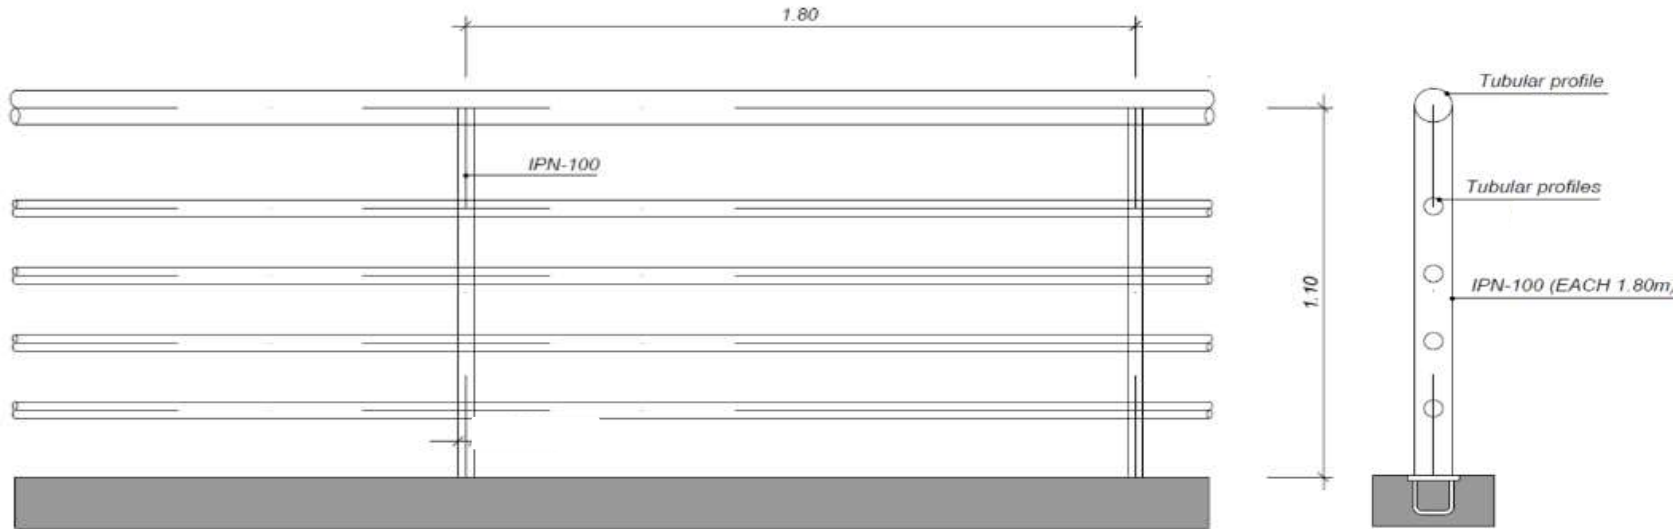 1.80
Tubular profile
IPN-100
Tubular profiles
1.10
IPN-100 (EACH 1.80m)